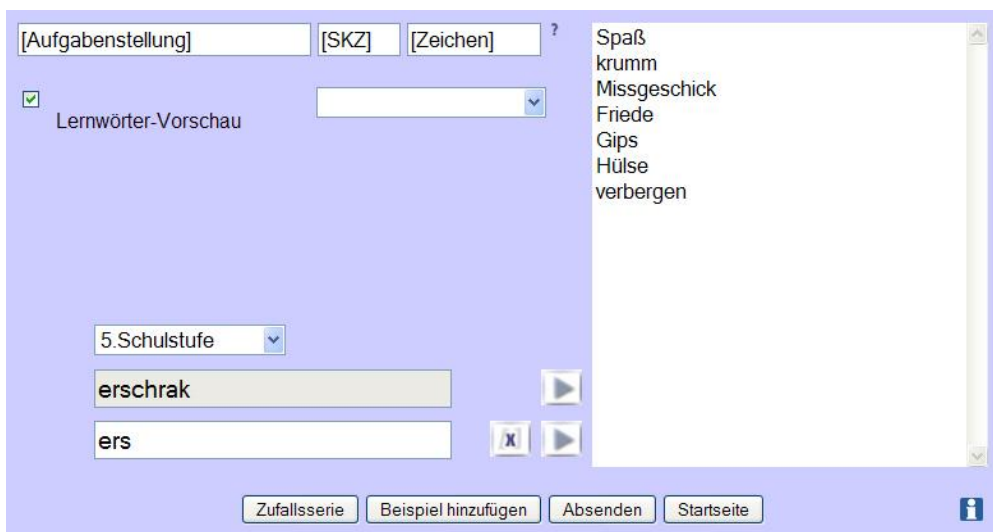 [Aufgabenstellung] [SKZ] [Zeichen] ?
Lernwörter-Vorschau
5.Schulstufe
erschrak
ers
[X]
Spaß
krumm
Missgeschick
Friede
Gips
Hülse
verbergen
Zufallsserie Beispiel hinzufügen Absenden Startseite
i